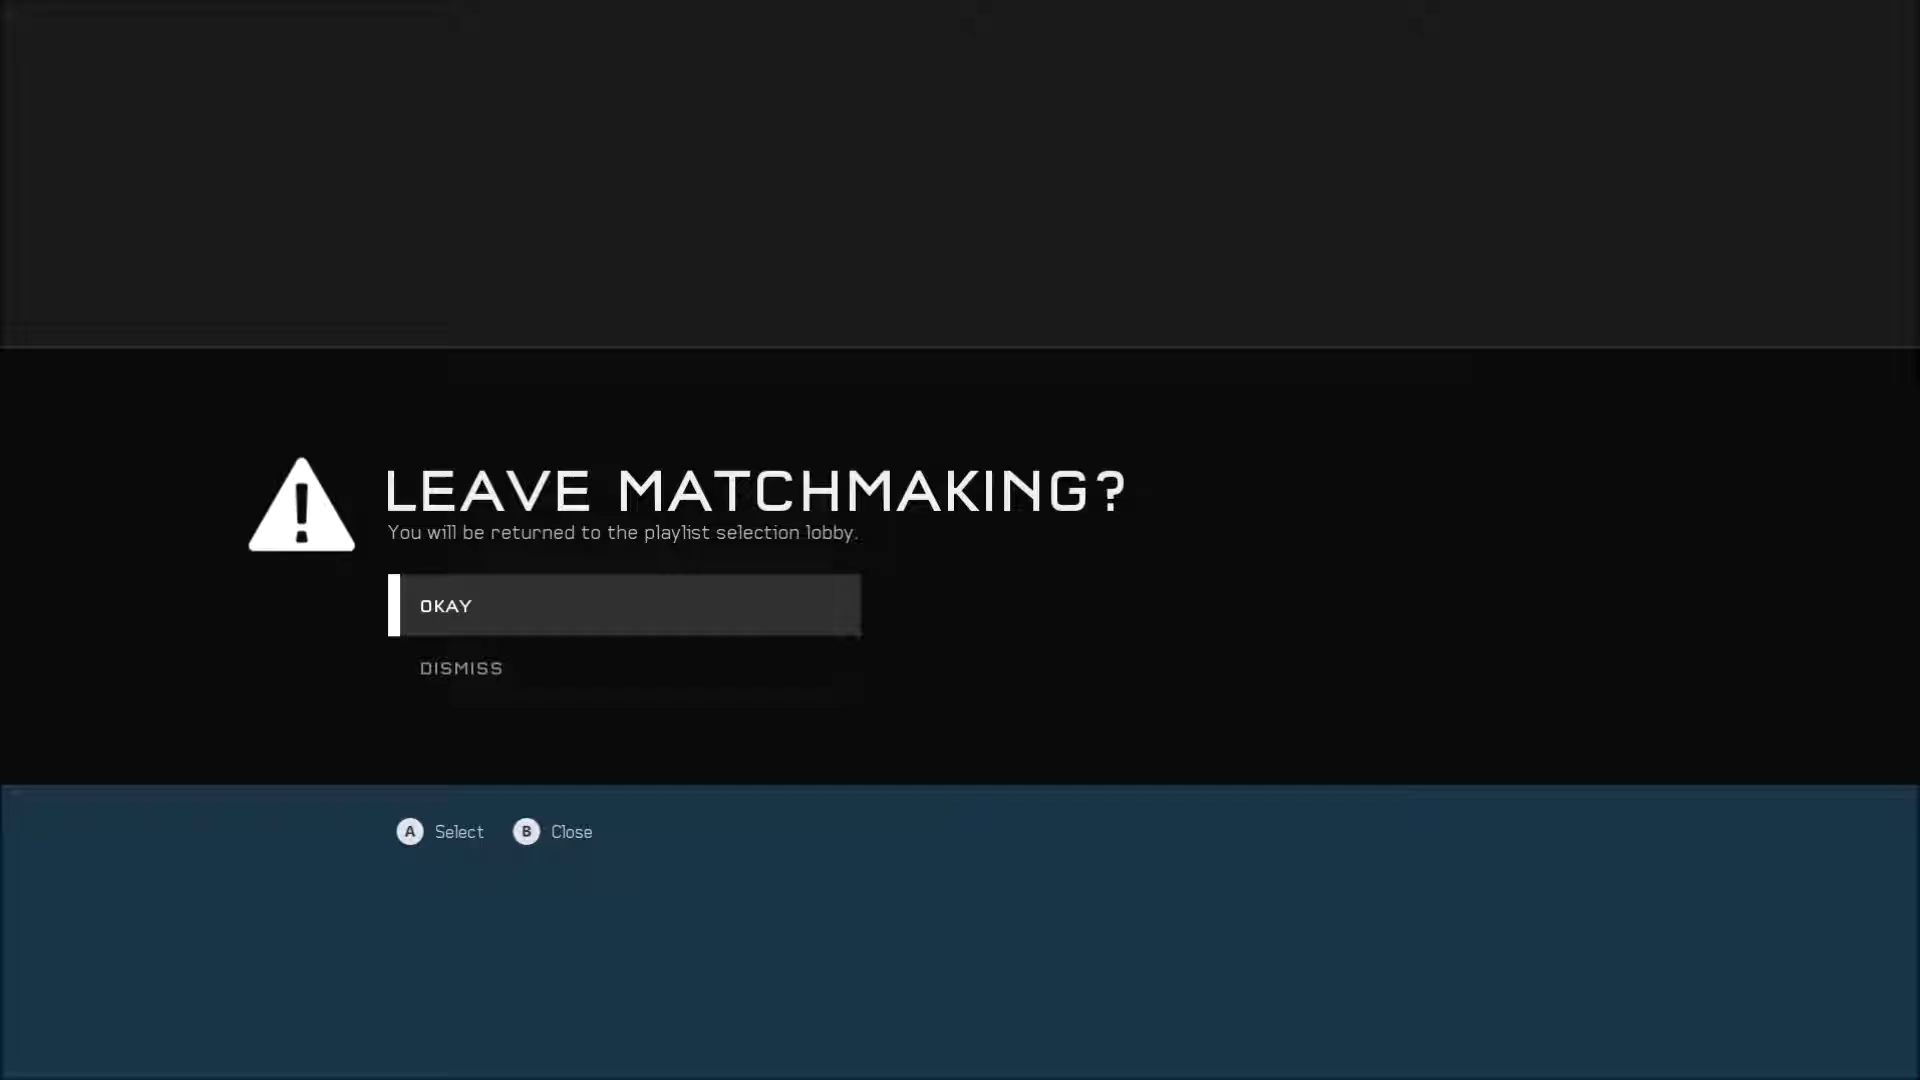 LEAVE MATCHMAKING?
You will be returned to the playlist selection lobby.
OKAY
DISMISS
A Select B Close